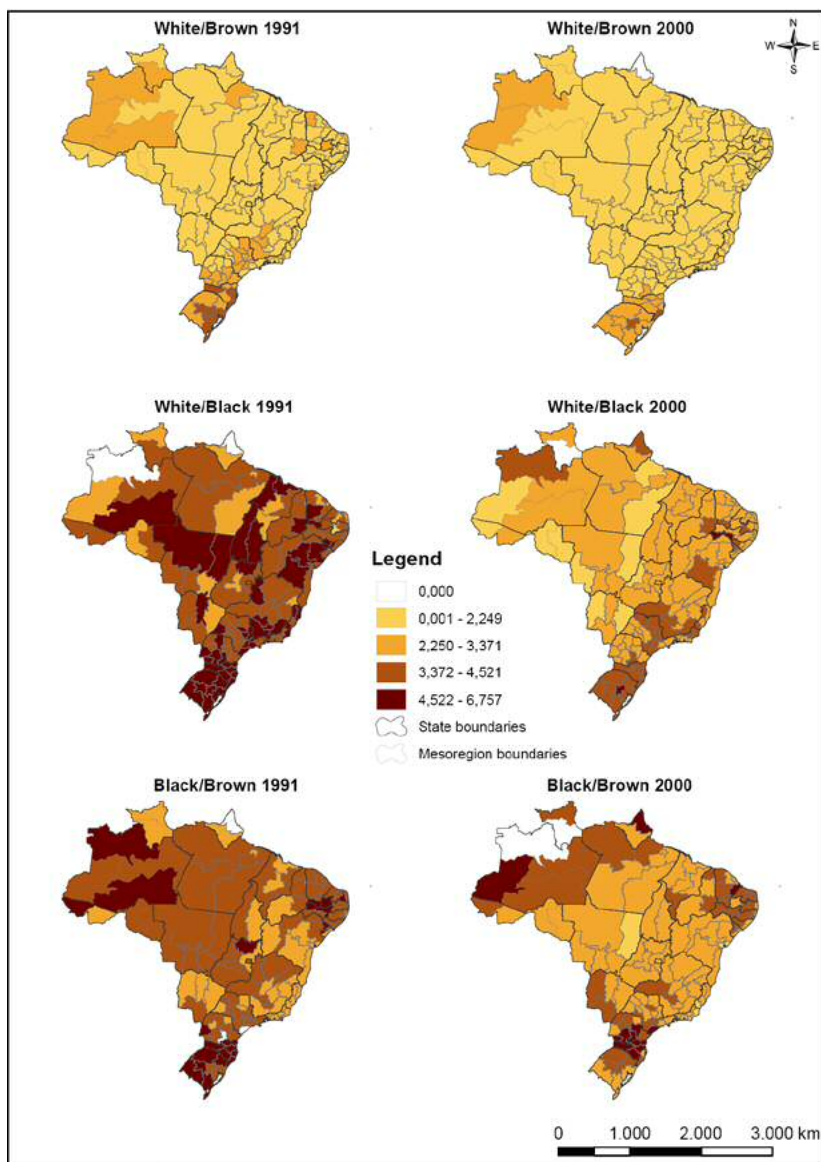 White/Brown 1991
White/Brown 2000
N
W E
S
White/Black 1991
White/Black 2000
Legend
0,000
0,001 - 2,249
2,250 - 3,371
3,372 - 4,521
4,522 - 6,757
State boundaries
Mesoregion boundaries
Black/Brown 1991
Black/Brown 2000
0 1.000 2.000 3.000 km